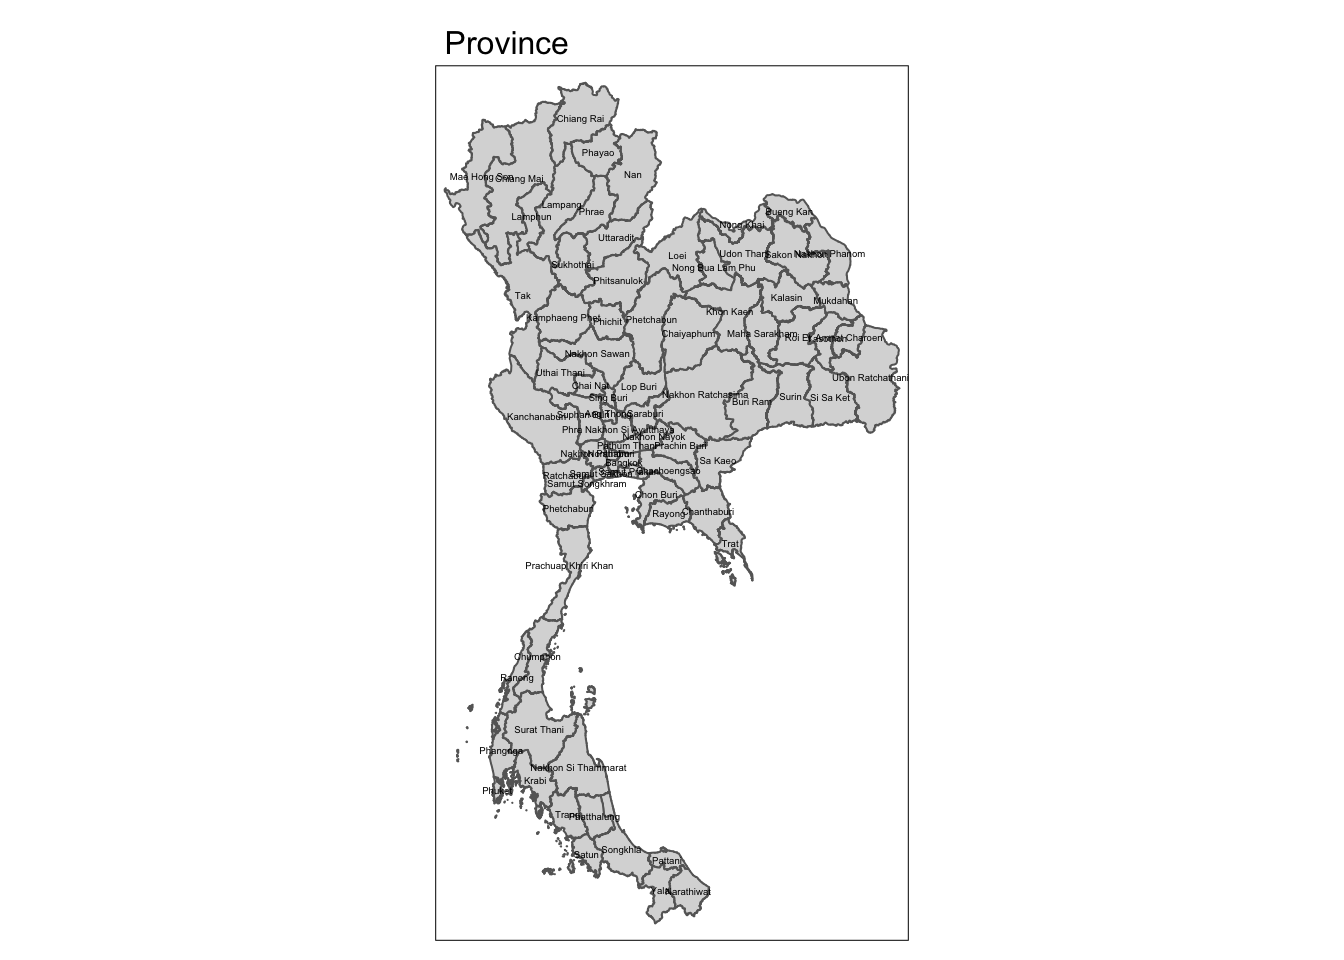 Province
Chiang Rai
Phayao
Nan
Mae Hong Son
Chiang Mai
Lampang
Phrae
Lamphun
Bueng Kan
Nong Khai
Uttaradit
Loei
Udon Thani
Sakon Nakhon
Nakhon Phanom
Sukhothai
Nong Bua Lam Phu
Phitsanulok
Tak
Kalasin
Mukdahan
Khon Kaen
Kamphaeng Phet
Phichit
Phetchabun
Chaiyaphum
Maha Sarakham
Roi Et
Yasothon
Amnat Charoen
Nakhon Sawan
Uthai Thani
Ubon Ratchathani
Chai Nat
Lop Buri
Nakhon Ratchasima
Sing Buri
Surin
Si Sa Ket
Buri Ram
Kanchanaburi
Suphan Buri
Ang Thong
Saraburi
Phra Nakhon Si Ayutthaya
Nakhon Nayok
Pathum Thani
Prachin Buri
Nakhon Pathom
Nonthaburi
Bangkok
Sa Kaeo
Chachoengsao
Ratchaburi
Samut Sakhon
Samut Prakan
Samut Songkhram
Chon Buri
Phetchaburi
Rayong
Chanthaburi
Trat
Prachuap Khiri Khan
Chumphon
Ranong
Surat Thani
Phangnga
Nakhon Si Thammarat
Krabi
Phuket
Trang
Phatthalung
Songkhla
Satun
Pattani
Yala
Narathiwat